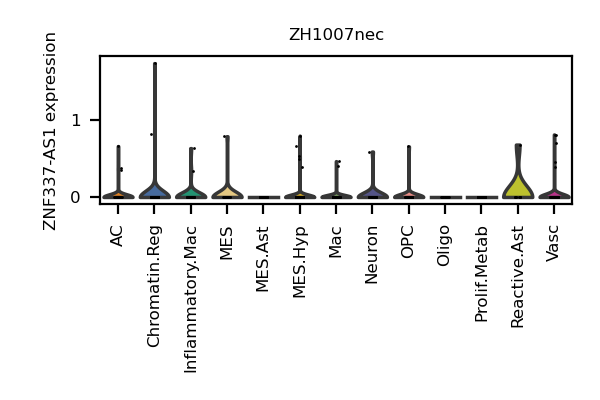 ZH1007nec
ZNF337-AS1 expression
1
0
AC
Chromatin.Reg
Inflammatory.Mac
MES
MES.Ast
MES.Hyp
Mac
Neuron
OPC
Oligo
Prolif.Metab
Reactive.Ast
Vasc